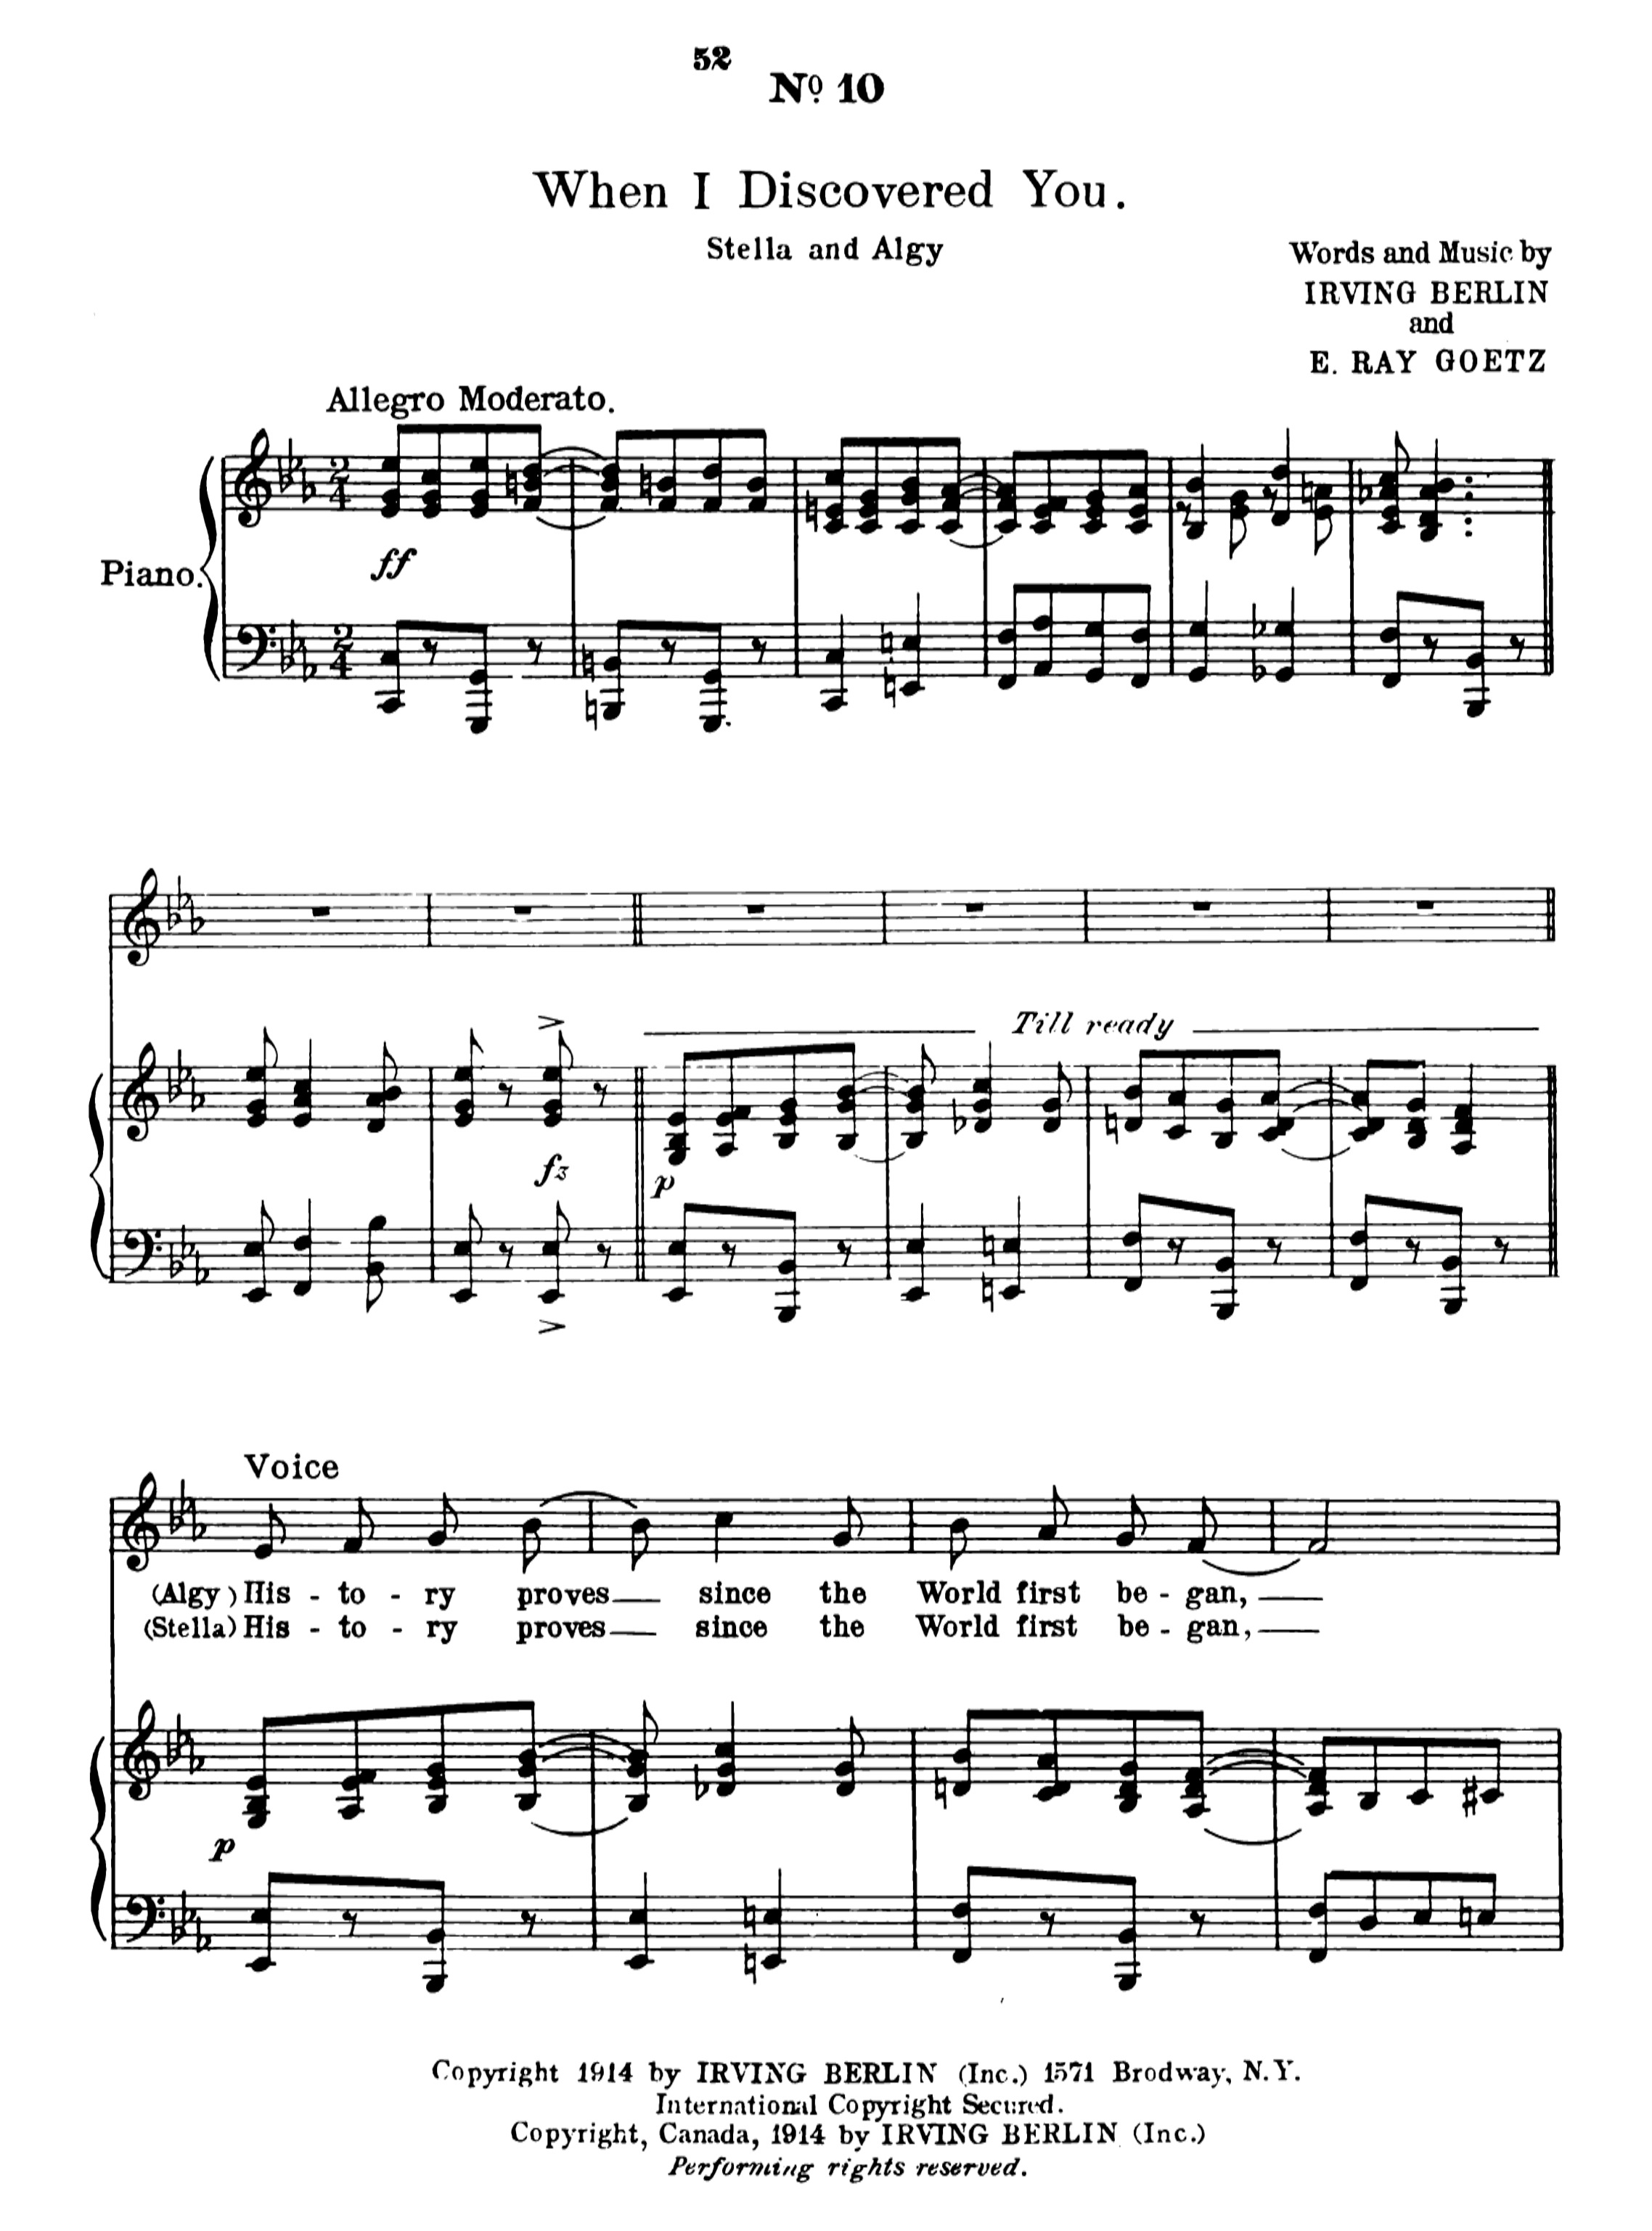 52
Nº 10
When I Discovered You.
Stella and Algy
Words and Music by
IRVING BERLIN
and
E. RAY GOETZ
Allegro Moderato.
Piano.
ff
Till ready
fz
p
Voice
(Algy) His - to - ry proves since the World first be - gan,
(Stella) His - to - ry proves since the World first be - gan,
p
Copyright 1914 by IRVING BERLIN (Inc.) 1571 Brodway, N.Y.
International Copyright Secured.
Copyright, Canada, 1914 by IRVING BERLIN (Inc.)
Performing rights reserved.